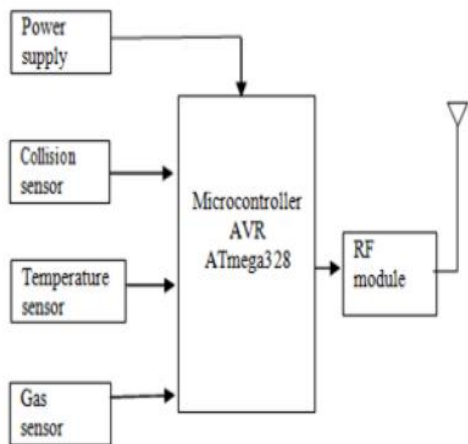 Power
supply
Collision
sensor
Temperature
sensor
Gas
sensor
Microcontroller
AVR
ATmega328
RF
module